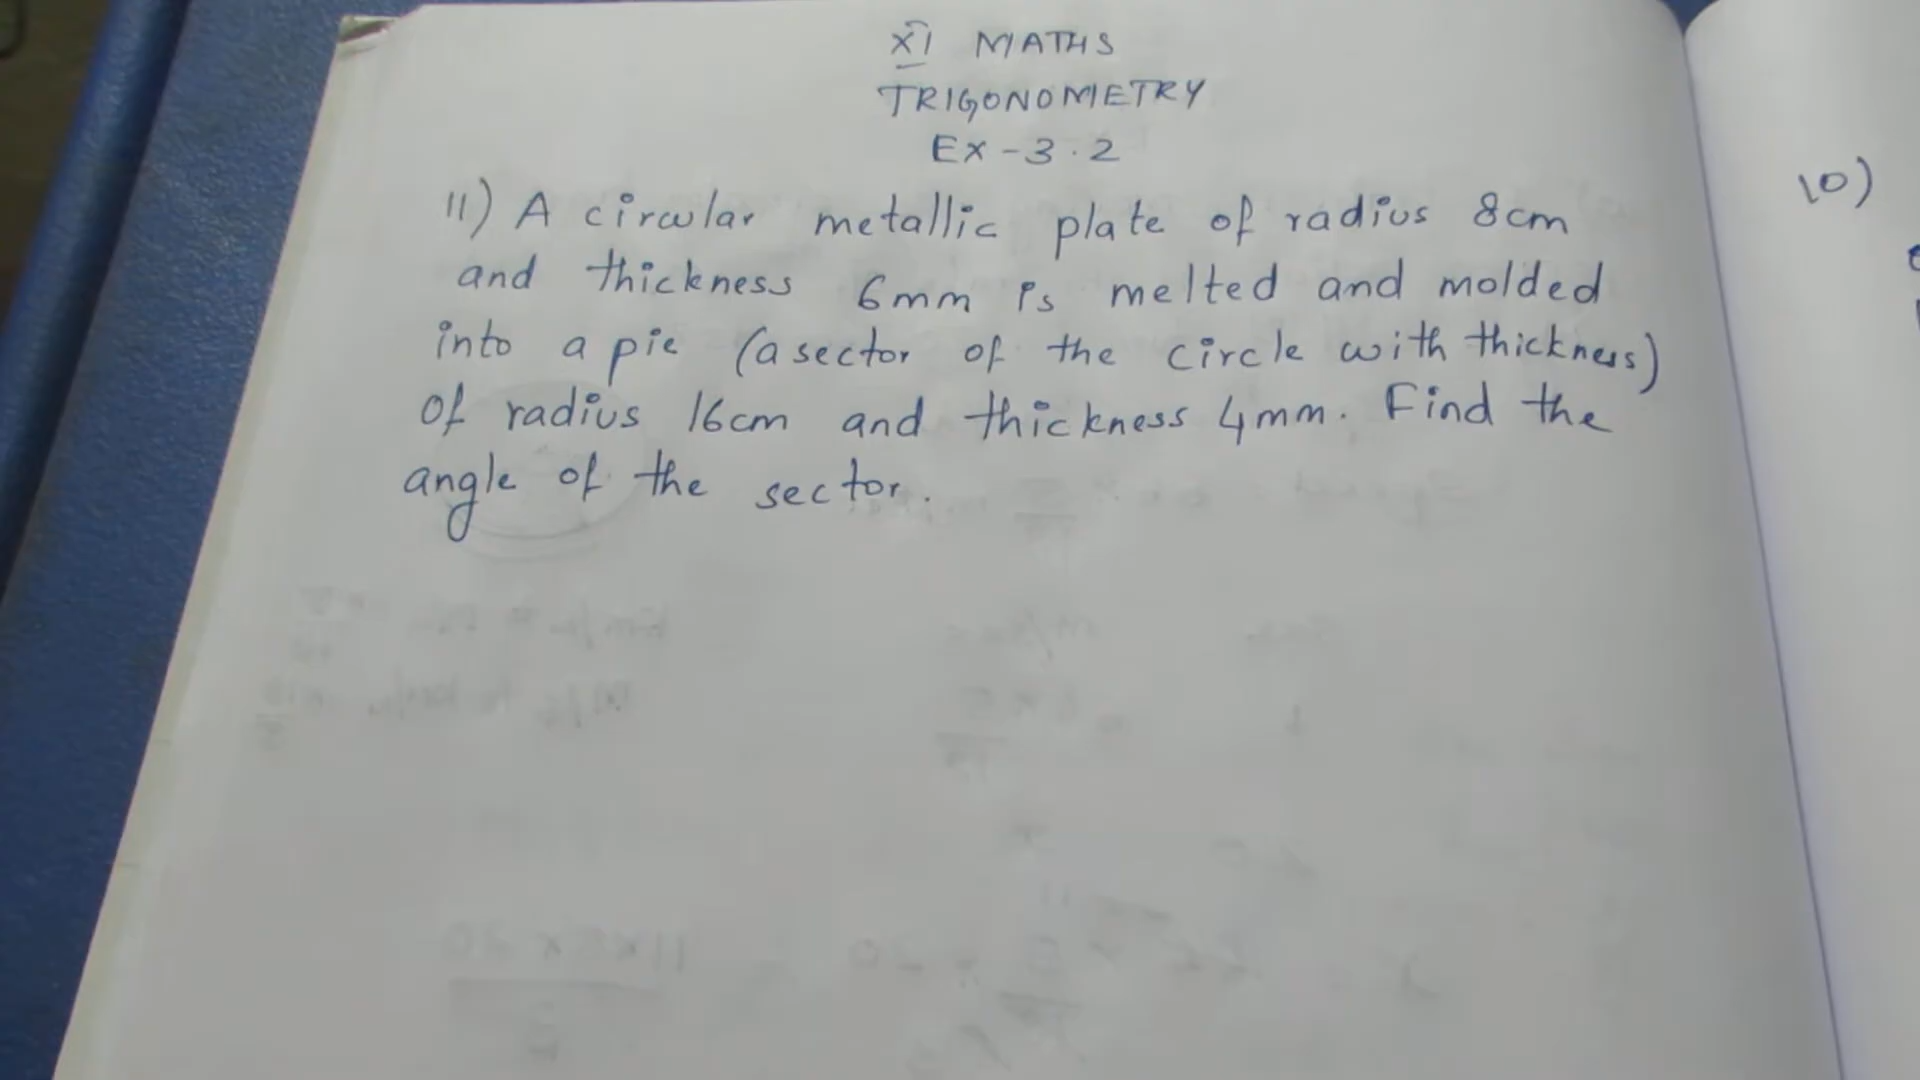 XI MATHS
TRIGONOMETRY
Ex-3.2
11) A circular metallic plate of radius 8cm
and thickness 6mm is melted and molded
into a pie (a sector of the circle with thickness)
of radius 16cm and thickness 4mm. Find the
angle of the sector.
10)